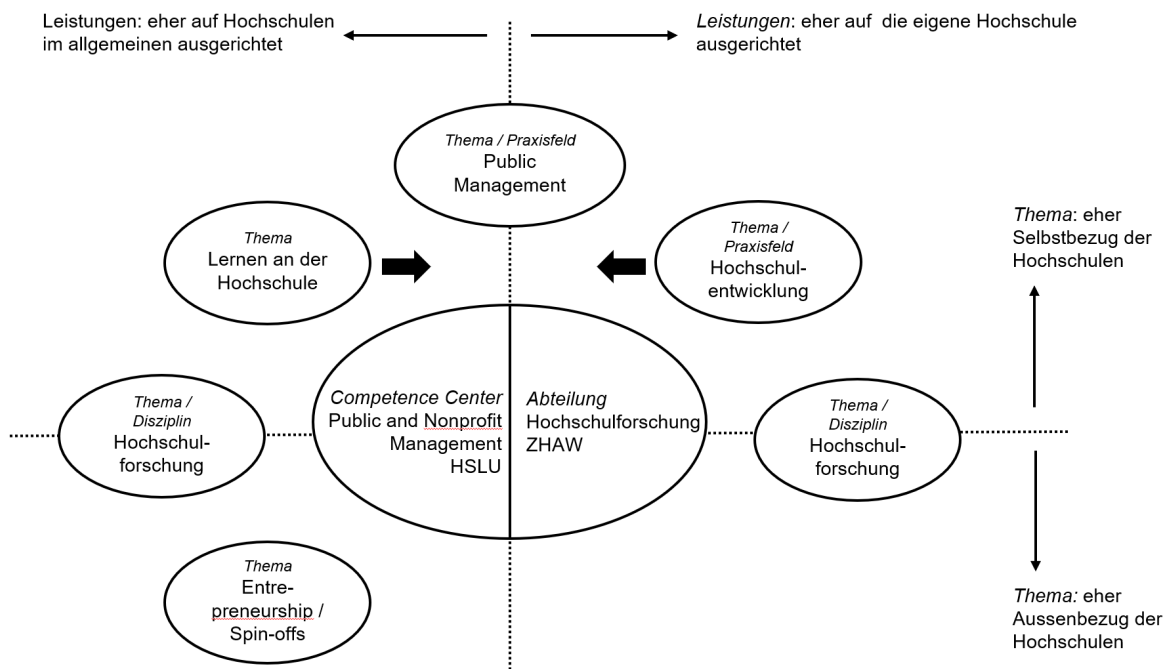 Leistungen: eher auf Hochschulen
im allgemeinen ausgerichtet
Leistungen: eher auf  die eigene Hochschule
ausgerichtet
Thema / Praxisfeld
Public
Management
Thema
Lernen an der
Hochschule
Thema /
Praxisfeld
Hochschul-
entwicklung
Thema: eher
Selbstbezug der
Hochschulen
Competence Center
Public and Nonprofit
Management
HSLU
Abteilung
Hochschulforschung
ZHAW
Thema /
Disziplin
Hochschul-
forschung
Thema /
Disziplin
Hochschul-
forschung
Thema
Entre-
preneurship /
Spin-offs
Thema: eher
Aussenbezug der
Hochschulen